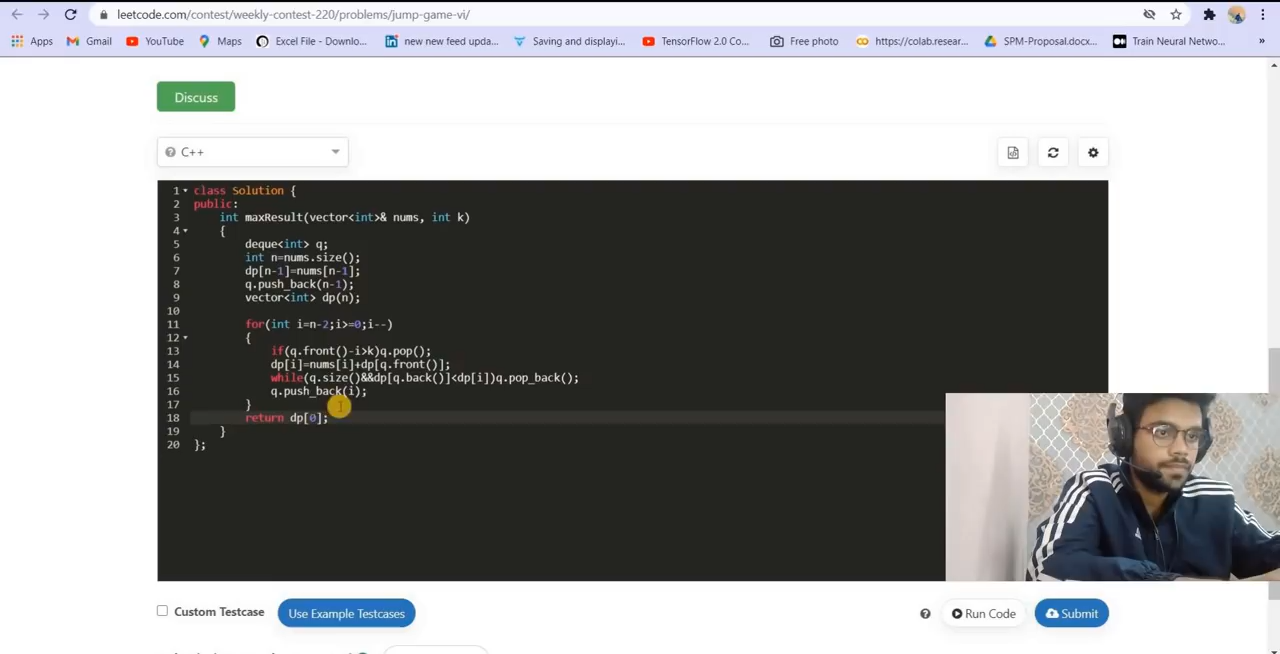 leetcode.com/contest/weekly-contest-220/problems/jump-game-vi/
Apps Gmail YouTube Maps Excel File - Downlo... new new feed upda... Saving and displayi... TensorFlow 2.0 Co... Free photo https://colab.resear... SPM-Proposal.docx... Train Neural Netwo... »
Discuss
C++
1 class Solution {
2 public:
3 int maxResult(vector<int>& nums, int k)
4 {
5 deque<int> q;
6 int n=nums.size();
7 dp[n-1]=nums[n-1];
8 q.push_back(n-1);
9 vector<int> dp(n);
10
11 for(int i=n-2;i>=0;i--)
12 {
13 if(q.front()-i>k)q.pop();
14 dp[i]=nums[i]+dp[q.front()];
15 while(q.size()&&dp[q.back()]<dp[i])q.pop_back();
16 q.push_back(i);
17 }
18 return dp[0];
19 }
20 };
Custom Testcase Use Example Testcases Run Code Submit